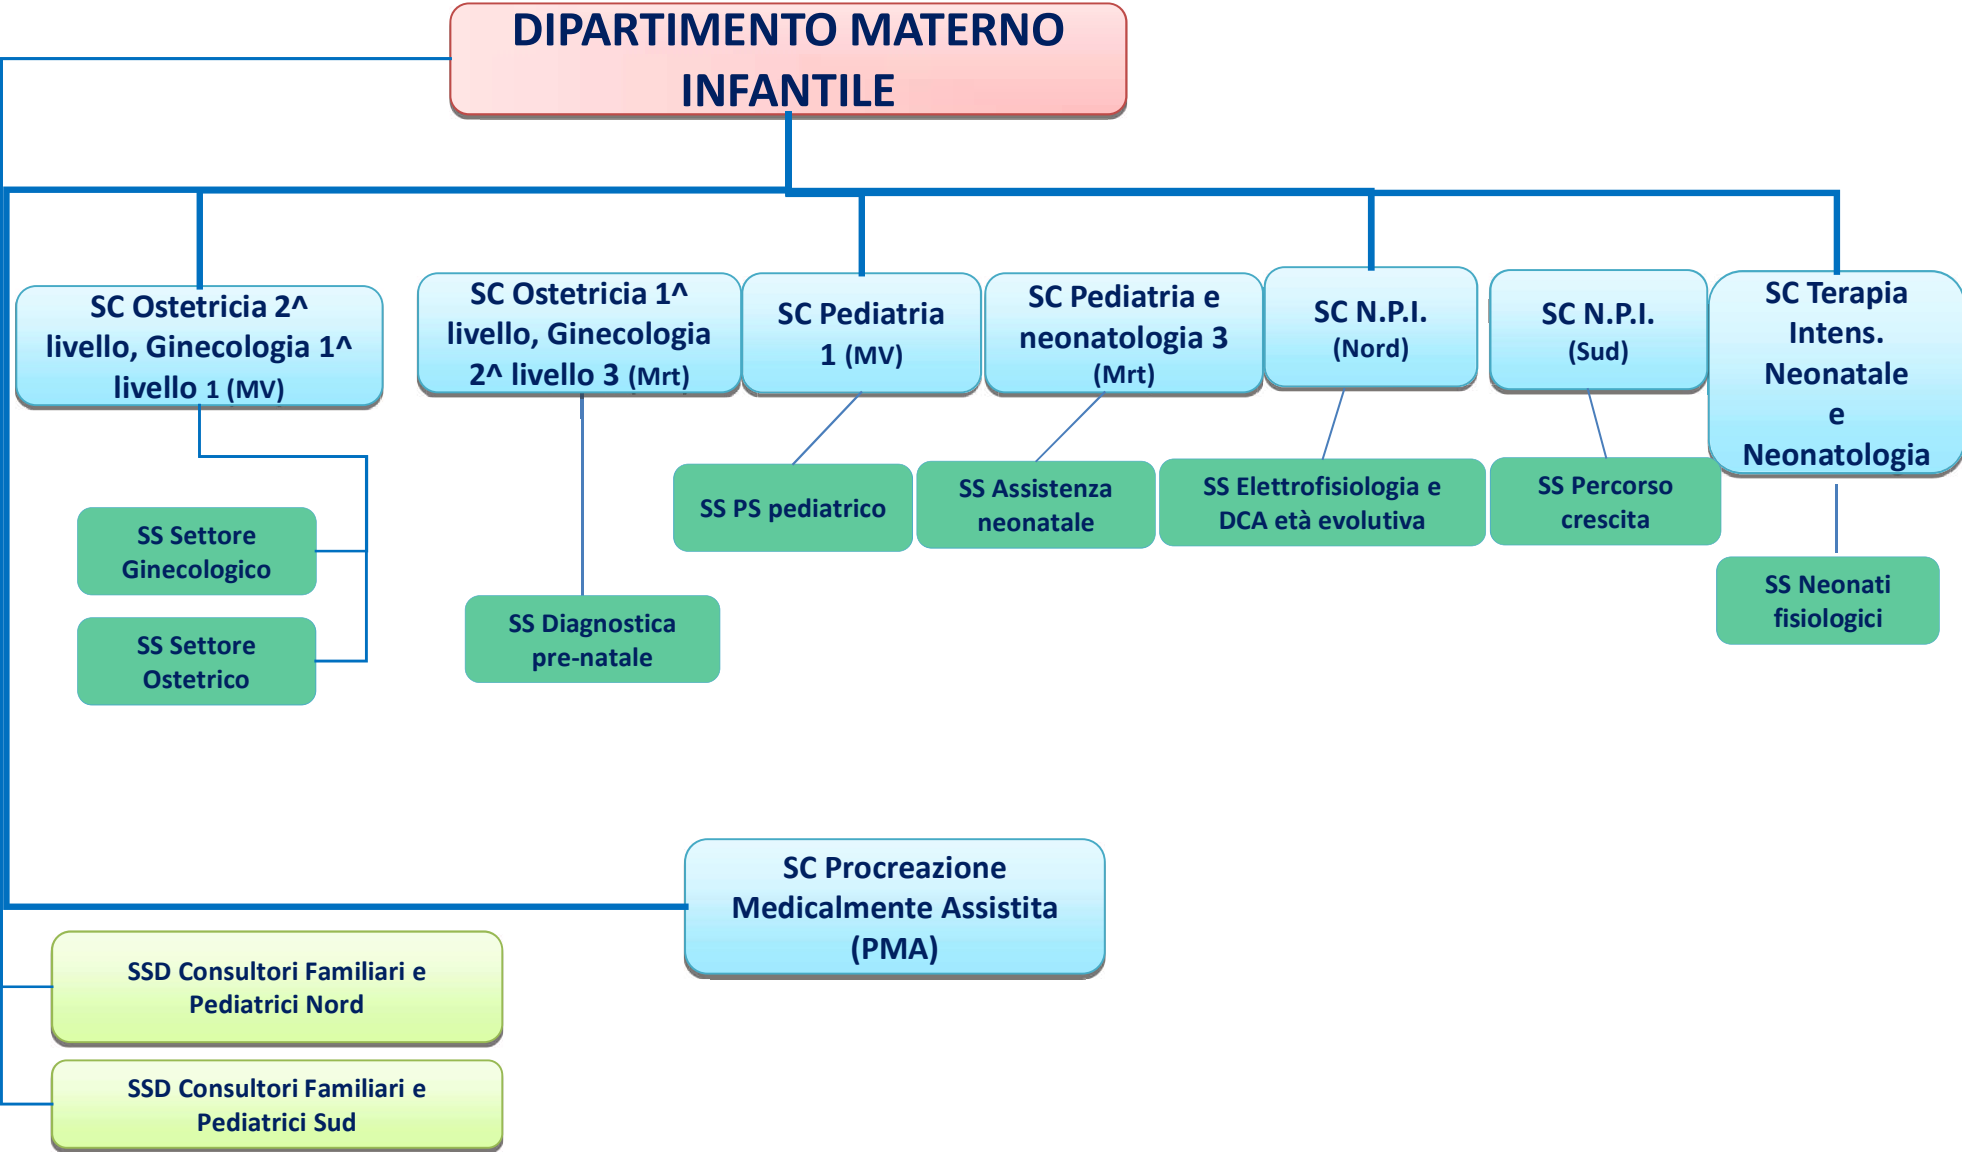 DIPARTIMENTO MATERNO
INFANTILE
SC Ostetricia 2^
livello, Ginecologia 1^
livello 1 (MV)
SC Ostetricia 1^
livello, Ginecologia
2^ livello 3 (Mrt)
SC Pediatria
1 (MV)
SC Pediatria e
neonatologia 3
(Mrt)
SC N.P.I.
(Nord)
SC N.P.I.
(Sud)
SC Terapia
Intens.
Neonatale
e
Neonatologia
SS Settore
Ginecologico
SS Settore
Ostetrico
SS Diagnostica
pre-natale
SS PS pediatrico
SS Assistenza
neonatale
SS Elettrofisiologia e
DCA età evolutiva
SS Percorso
crescita
SS Neonati
fisiologici
SC Procreazione
Medicalmente Assistita
(PMA)
SSD Consultori Familiari e
Pediatrici Nord
SSD Consultori Familiari e
Pediatrici Sud